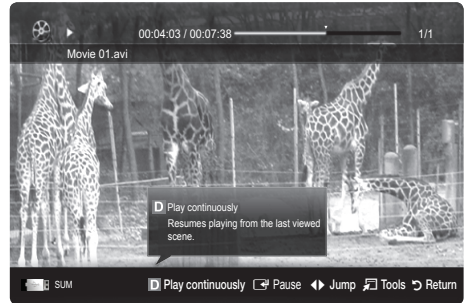 00:04:03 / 00:07:38
1/1
Movie 01.avi
D Play continuously
Resumes playing from the last viewed
scene.
SUM
D Play continuously Pause Jump Tools Return